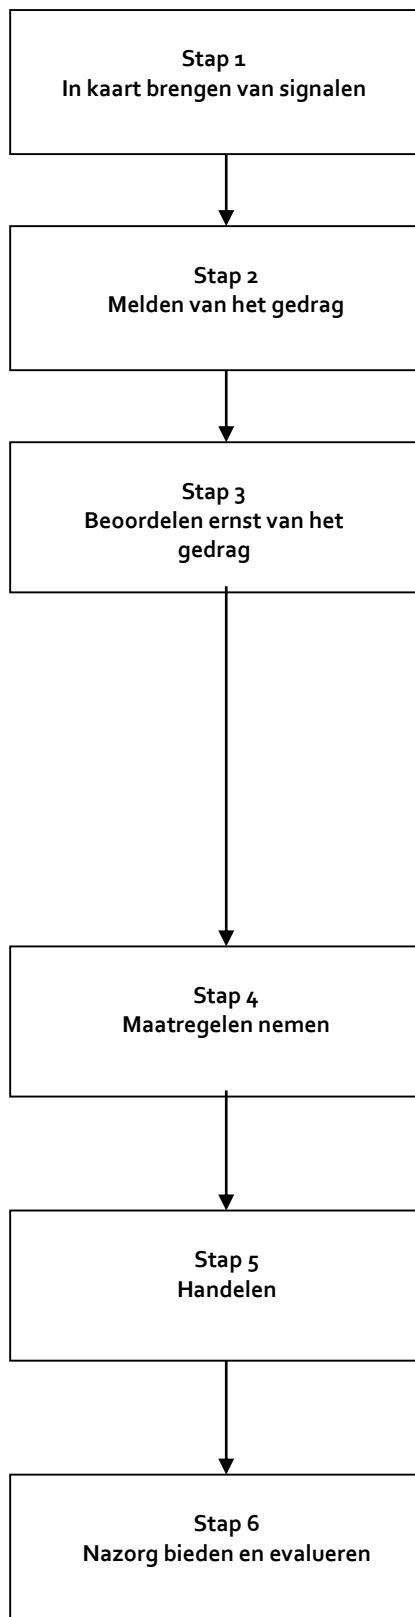 Stap 1
In kaart brengen van signalen
Stap 2
Melden van het gedrag
Stap 3
Beoordelen ernst van het
gedrag
Stap 4
Maatregelen nemen
Stap 5
Handelen
Stap 6
Nazorg bieden en evalueren